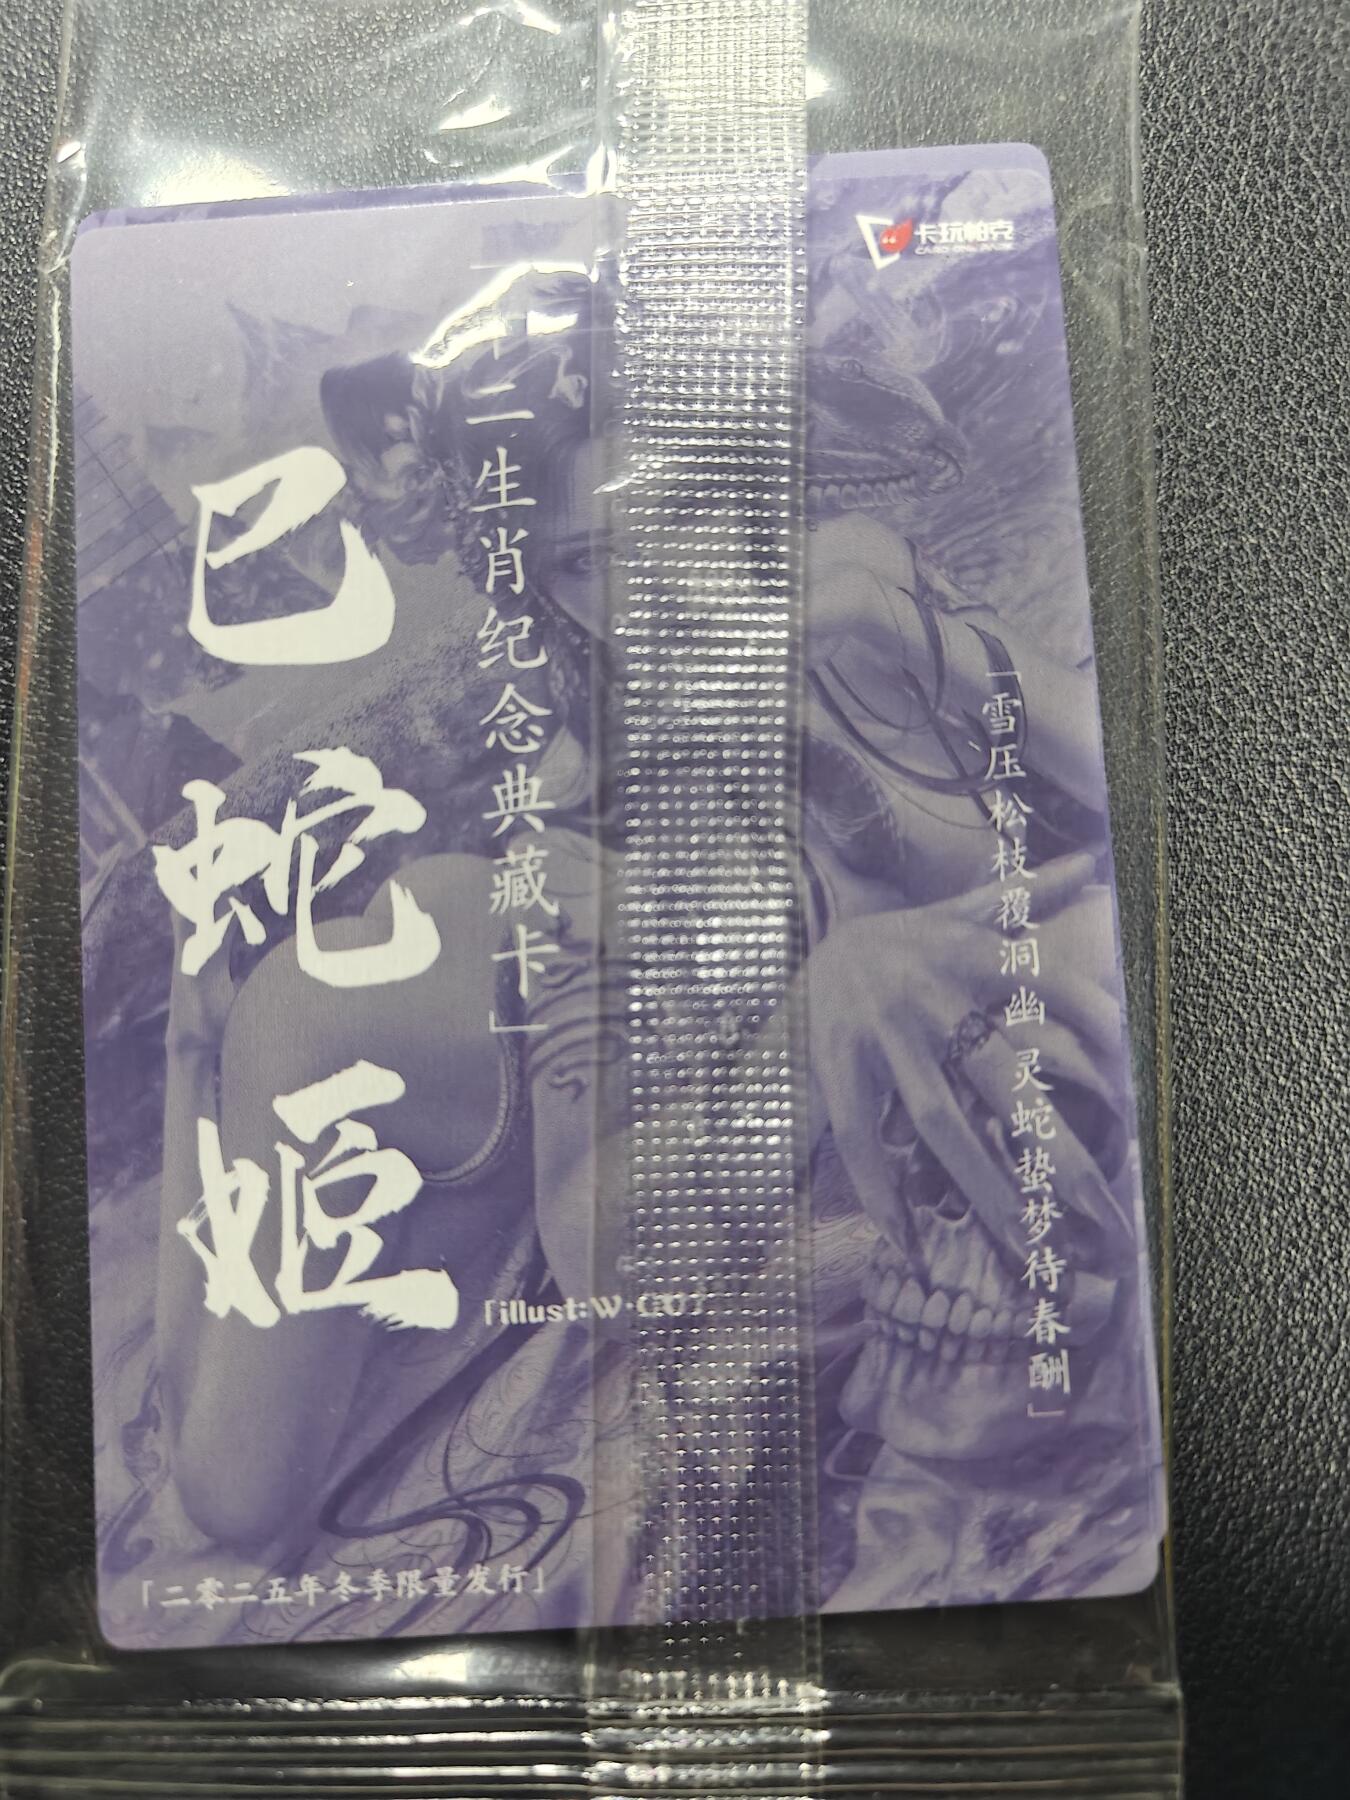 卡玩帕克
「十二生肖纪念典藏卡」
巳蛇姬
「雪压松枝覆洞幽 灵蛇蛰梦待春酬」
「illust:W·
「二零二五年冬季限量发行」